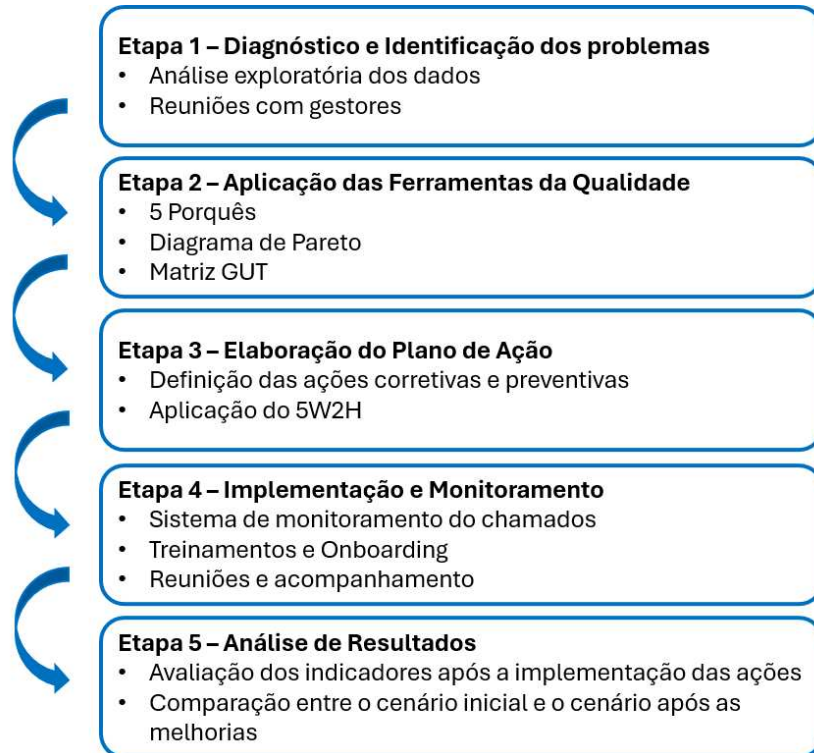 Etapa 1 – Diagnóstico e Identificação dos problemas
• Análise exploratória dos dados
• Reuniões com gestores
Etapa 2 – Aplicação das Ferramentas da Qualidade
• 5 Porquês
• Diagrama de Pareto
• Matriz GUT
Etapa 3 – Elaboração do Plano de Ação
• Definição das ações corretivas e preventivas
• Aplicação do 5W2H
Etapa 4 – Implementação e Monitoramento
• Sistema de monitoramento do chamados
• Treinamentos e Onboarding
• Reuniões e acompanhamento
Etapa 5 – Análise de Resultados
• Avaliação dos indicadores após a implementação das ações
• Comparação entre o cenário inicial e o cenário após as
melhorias